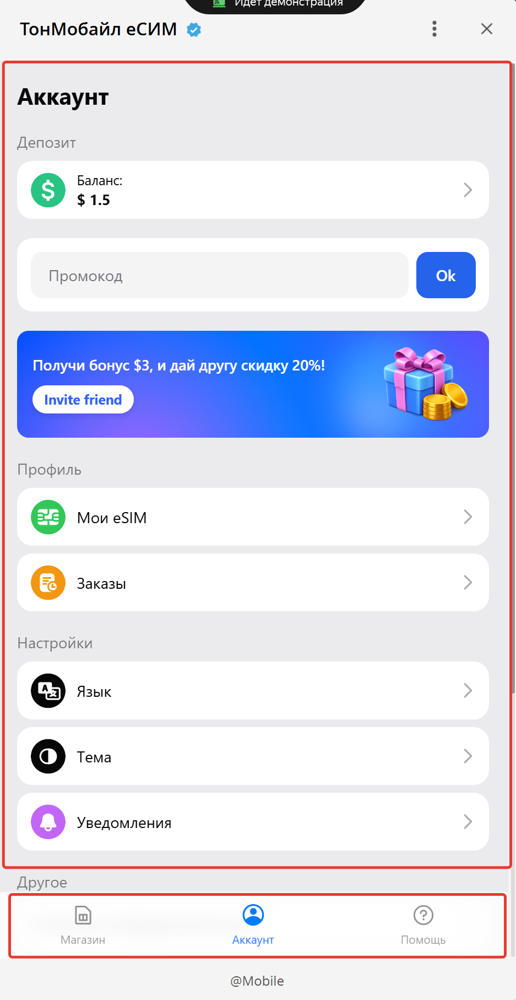 Идет демонстрация
ТонМобайл еСИМ
Аккаунт
Депозит
Баланс:
$ 1.5
Промокод
Ok
Получи бонус $3, и дай другу скидку 20%!
Invite friend
Профиль
Мои eSIM
Заказы
Настройки
Язык
Тема
Уведомления
Другое
Магазин
Аккаунт
Помощь
@Mobile